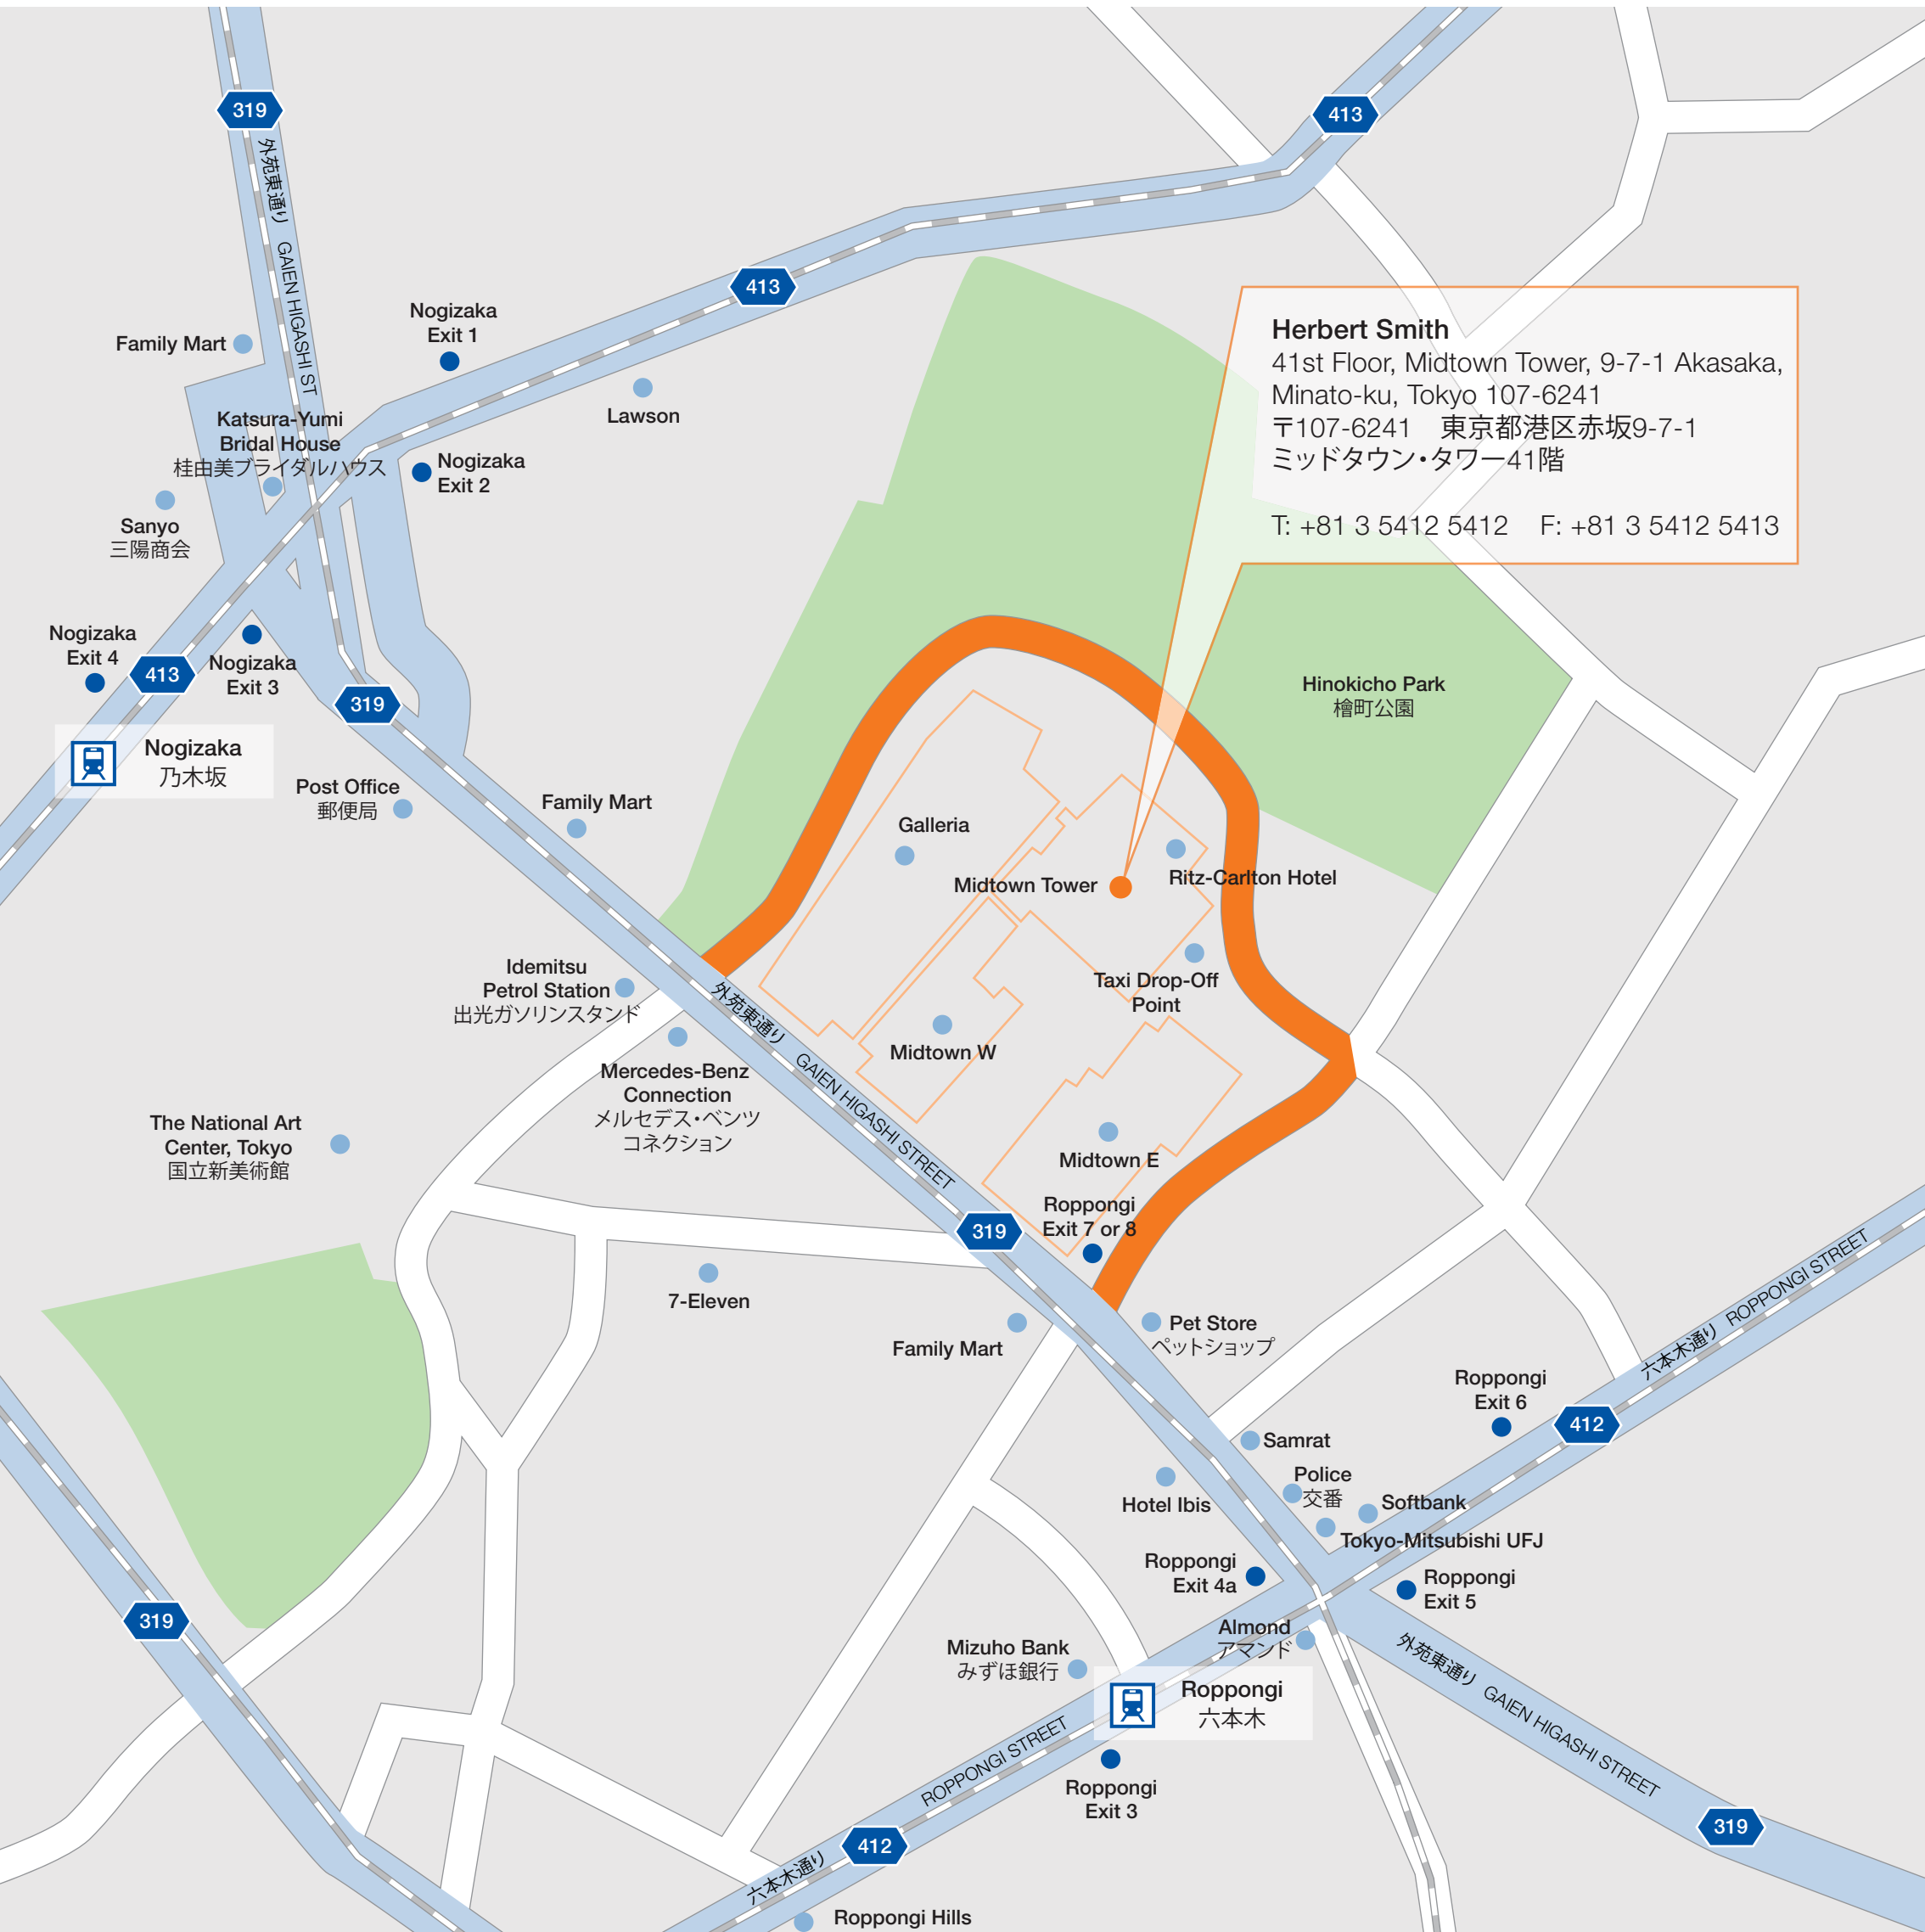 319
外苑東通り GAIEN HIGASHI ST
413
413
Herbert Smith
41st Floor, Midtown Tower, 9-7-1 Akasaka,
Minato-ku, Tokyo 107-6241
〒107-6241 東京都港区赤坂9-7-1
ミッドタウン・タワー41階
T: +81 3 5412 5412 F: +81 3 5412 5413
Family Mart
Nogizaka
Exit 1
Lawson
Katsura-Yumi
Bridal House
桂由美ブライダルハウス
Nogizaka
Exit 2
Sanyo
三陽商会
Nogizaka
Exit 4
413
Nogizaka
Exit 3
319
Nogizaka
乃木坂
Hinokicho Park
檜町公園
Post Office
郵便局
Family Mart
Galleria
Midtown Tower
Ritz-Carlton Hotel
Idemitsu
Petrol Station
出光ガソリンスタンド
Taxi Drop-Off
Point
外苑東通り GAIEN HIGASHI STREET
Midtown W
Mercedes-Benz
Connection
メルセデス・ベンツ
コネクション
The National Art
Center, Tokyo
国立新美術館
Midtown E
Roppongi
Exit 7 or 8
319
7-Eleven
Family Mart
Pet Store
ペットショップ
六本木通り ROPPONGI STREET
Roppongi
Exit 6
412
Samrat
Police
交番
Softbank
Hotel Ibis
Tokyo-Mitsubishi UFJ
Roppongi
Exit 4a
Roppongi
Exit 5
319
Almond
アマンド
Mizuho Bank
みずほ銀行
Roppongi
六本木
外苑東通り GAIEN HIGASHI STREET
Roppongi
Exit 3
319
六本木通り ROPPONGI STREET
412
Roppongi Hills